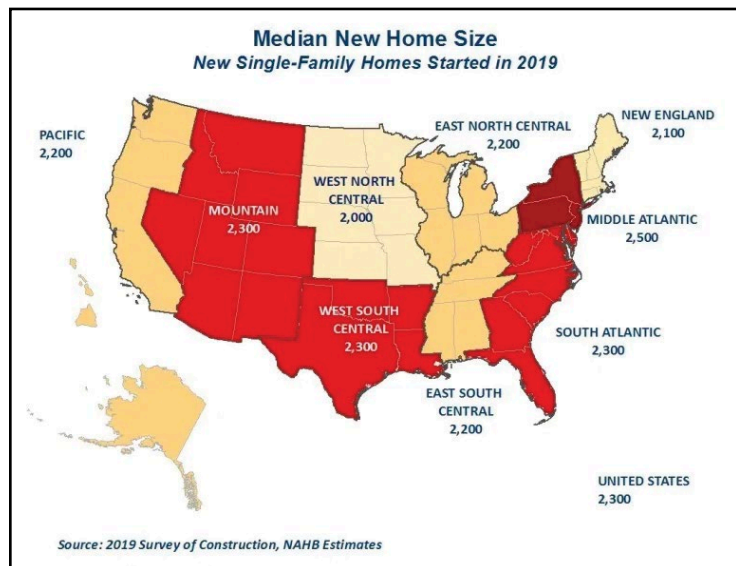 Median New Home Size
New Single-Family Homes Started in 2019
PACIFIC
2,200
MOUNTAIN
2,300
WEST NORTH
CENTRAL
2,000
WEST SOUTH
CENTRAL
2,300
EAST NORTH CENTRAL
2,200
NEW ENGLAND
2,100
MIDDLE ATLANTIC
2,500
SOUTH ATLANTIC
2,300
EAST SOUTH
CENTRAL
2,200
UNITED STATES
2,300
Source: 2019 Survey of Construction, NAHB Estimates